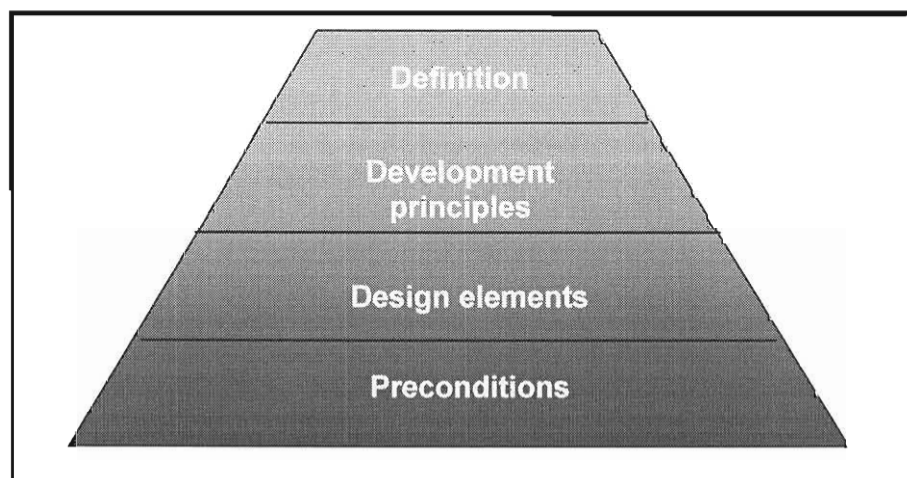 Definition
Development
principles
Design elements
Preconditions